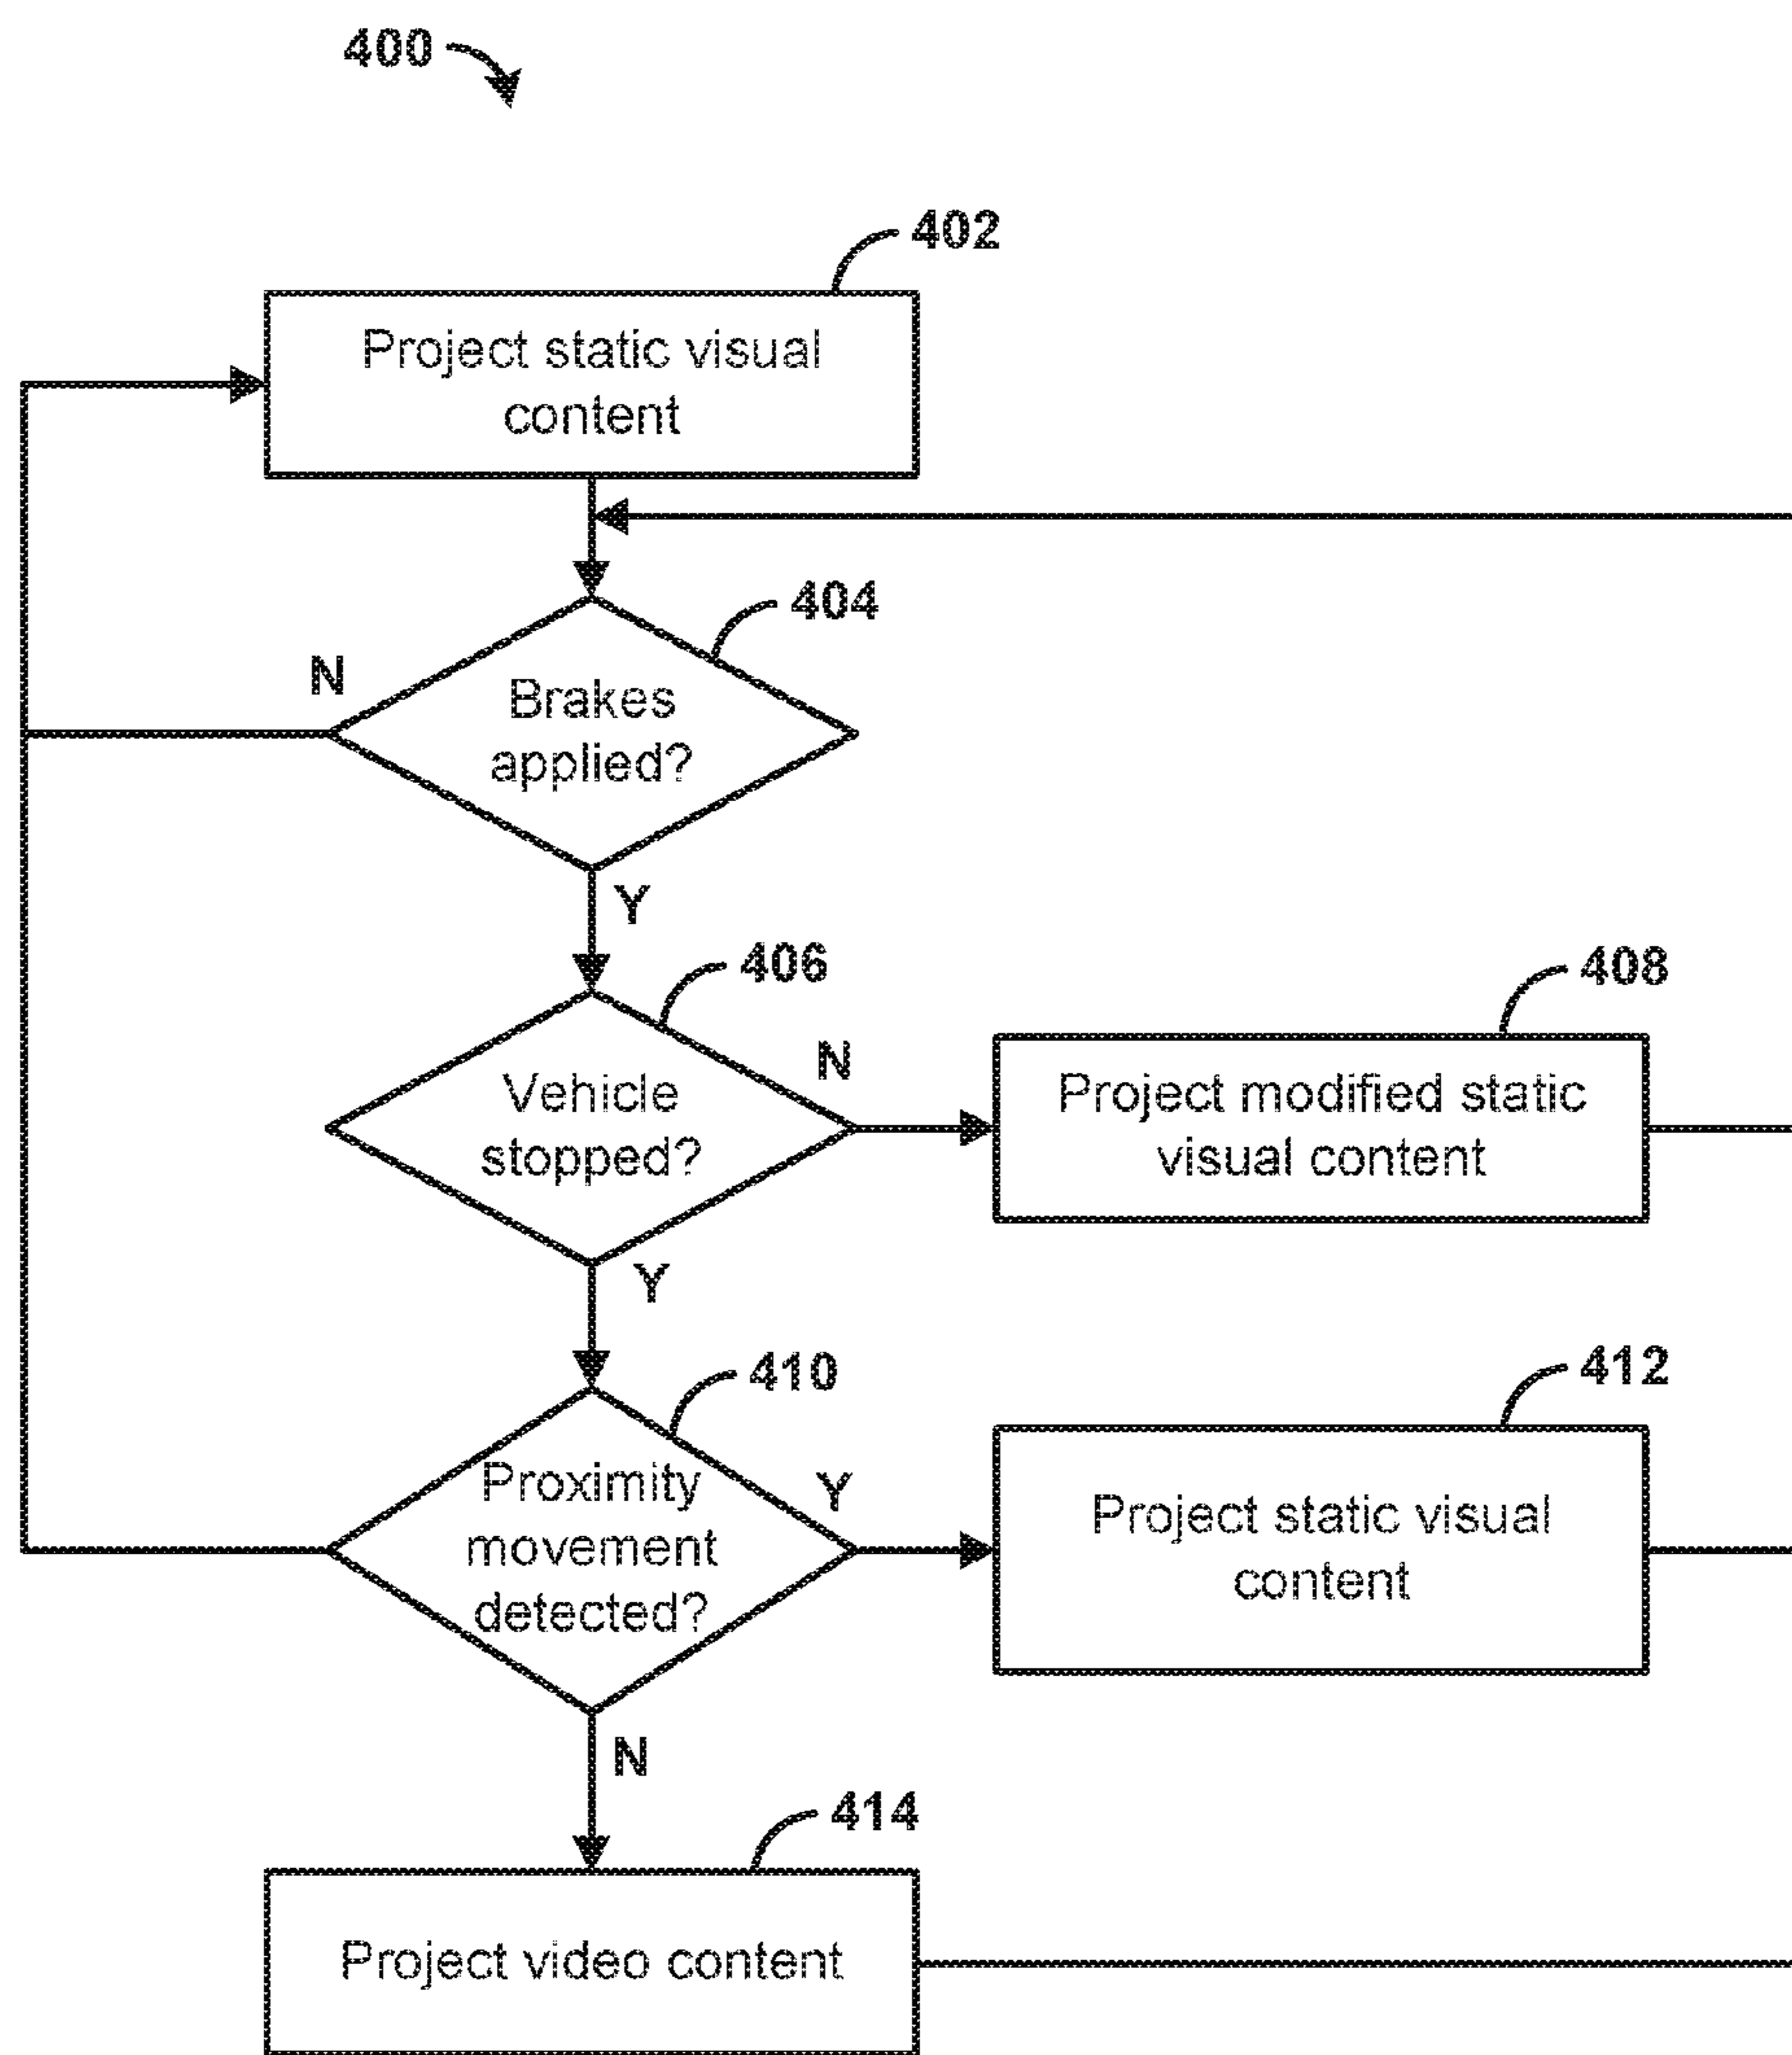 400
402
Project static visual
content
404
N
Brakes
applied?
Y
406
408
N
Vehicle
stopped?
Project modified static
visual content
Y
410
412
Y
Proximity
movement
detected?
Project static visual
content
N
414
Project video content